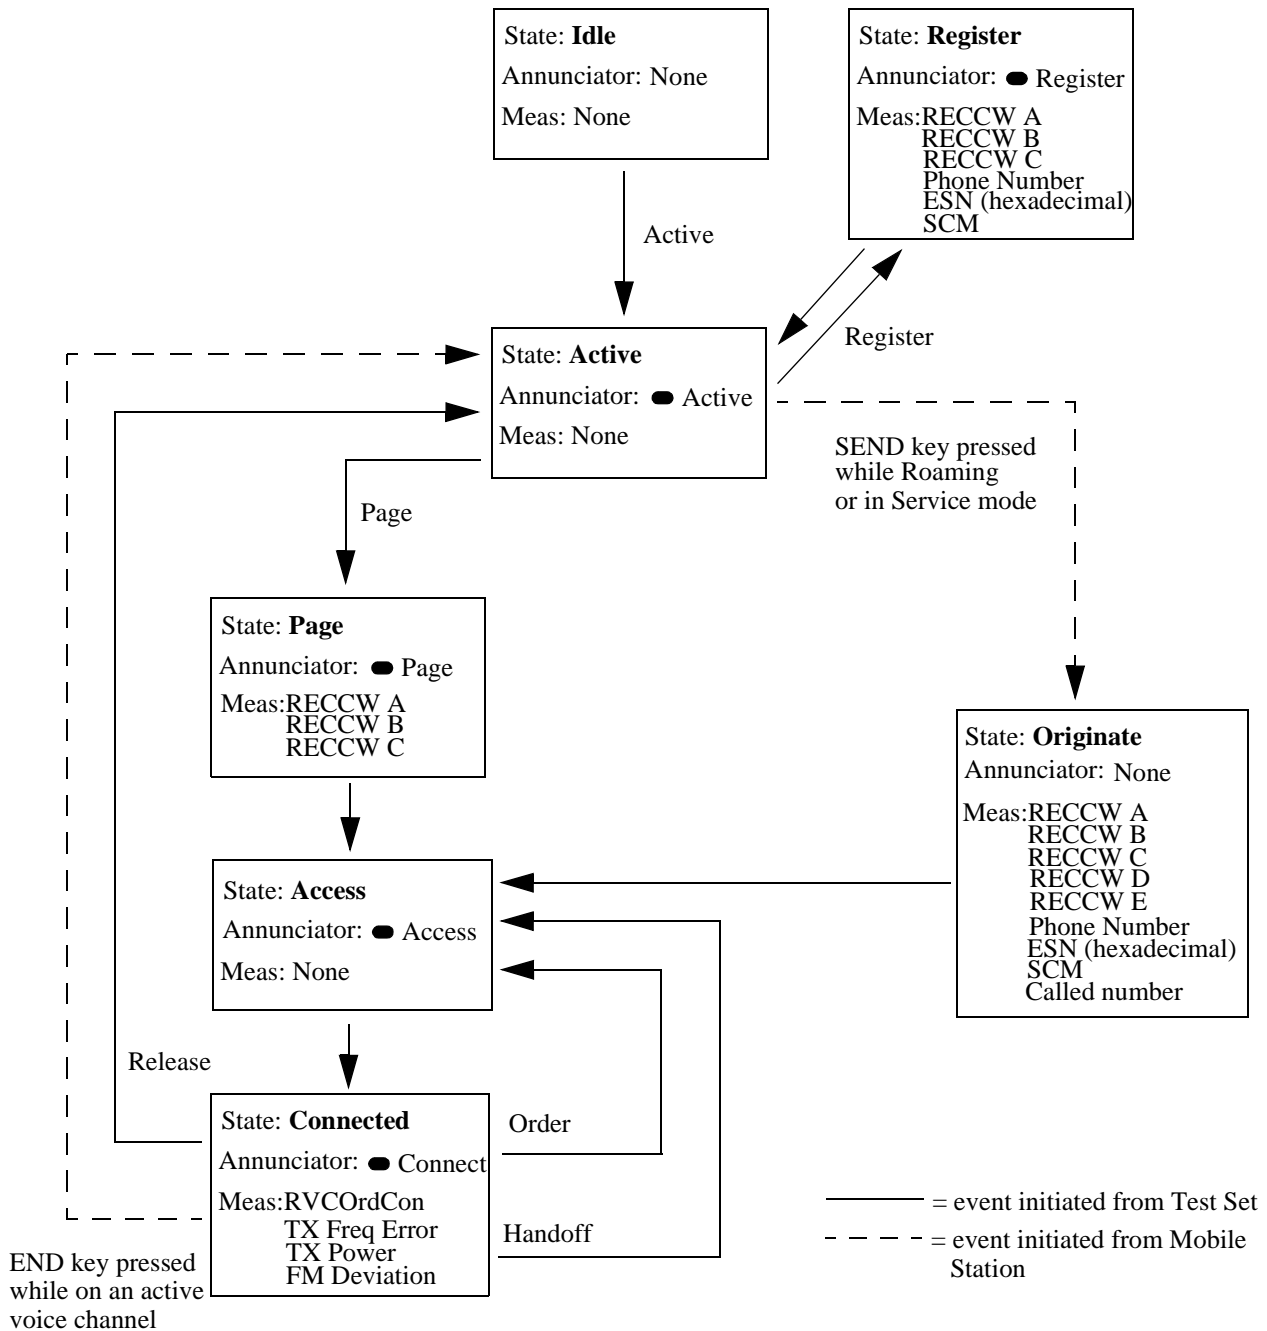 State: Idle
Annunciator: None
Meas: None
State: Register
Annunciator: Register
Meas:RECCW A
RECCW B
RECCW C
Phone Number
ESN (hexadecimal)
SCM
Active
Register
State: Active
Annunciator: Active
Meas: None
SEND key pressed
while Roaming
or in Service mode
Page
State: Page
Annunciator: Page
Meas:RECCW A
RECCW B
RECCW C
State: Originate
Annunciator: None
Meas:RECCW A
RECCW B
RECCW C
RECCW D
RECCW E
Phone Number
ESN (hexadecimal)
SCM
Called number
State: Access
Annunciator: Access
Meas: None
Release
State: Connected
Annunciator: Connect
Meas:RVCOrdCon
TX Freq Error
TX Power
FM Deviation
Order
Handoff
END key pressed
while on an active
voice channel
= event initiated from Test Set
= event initiated from Mobile
Station